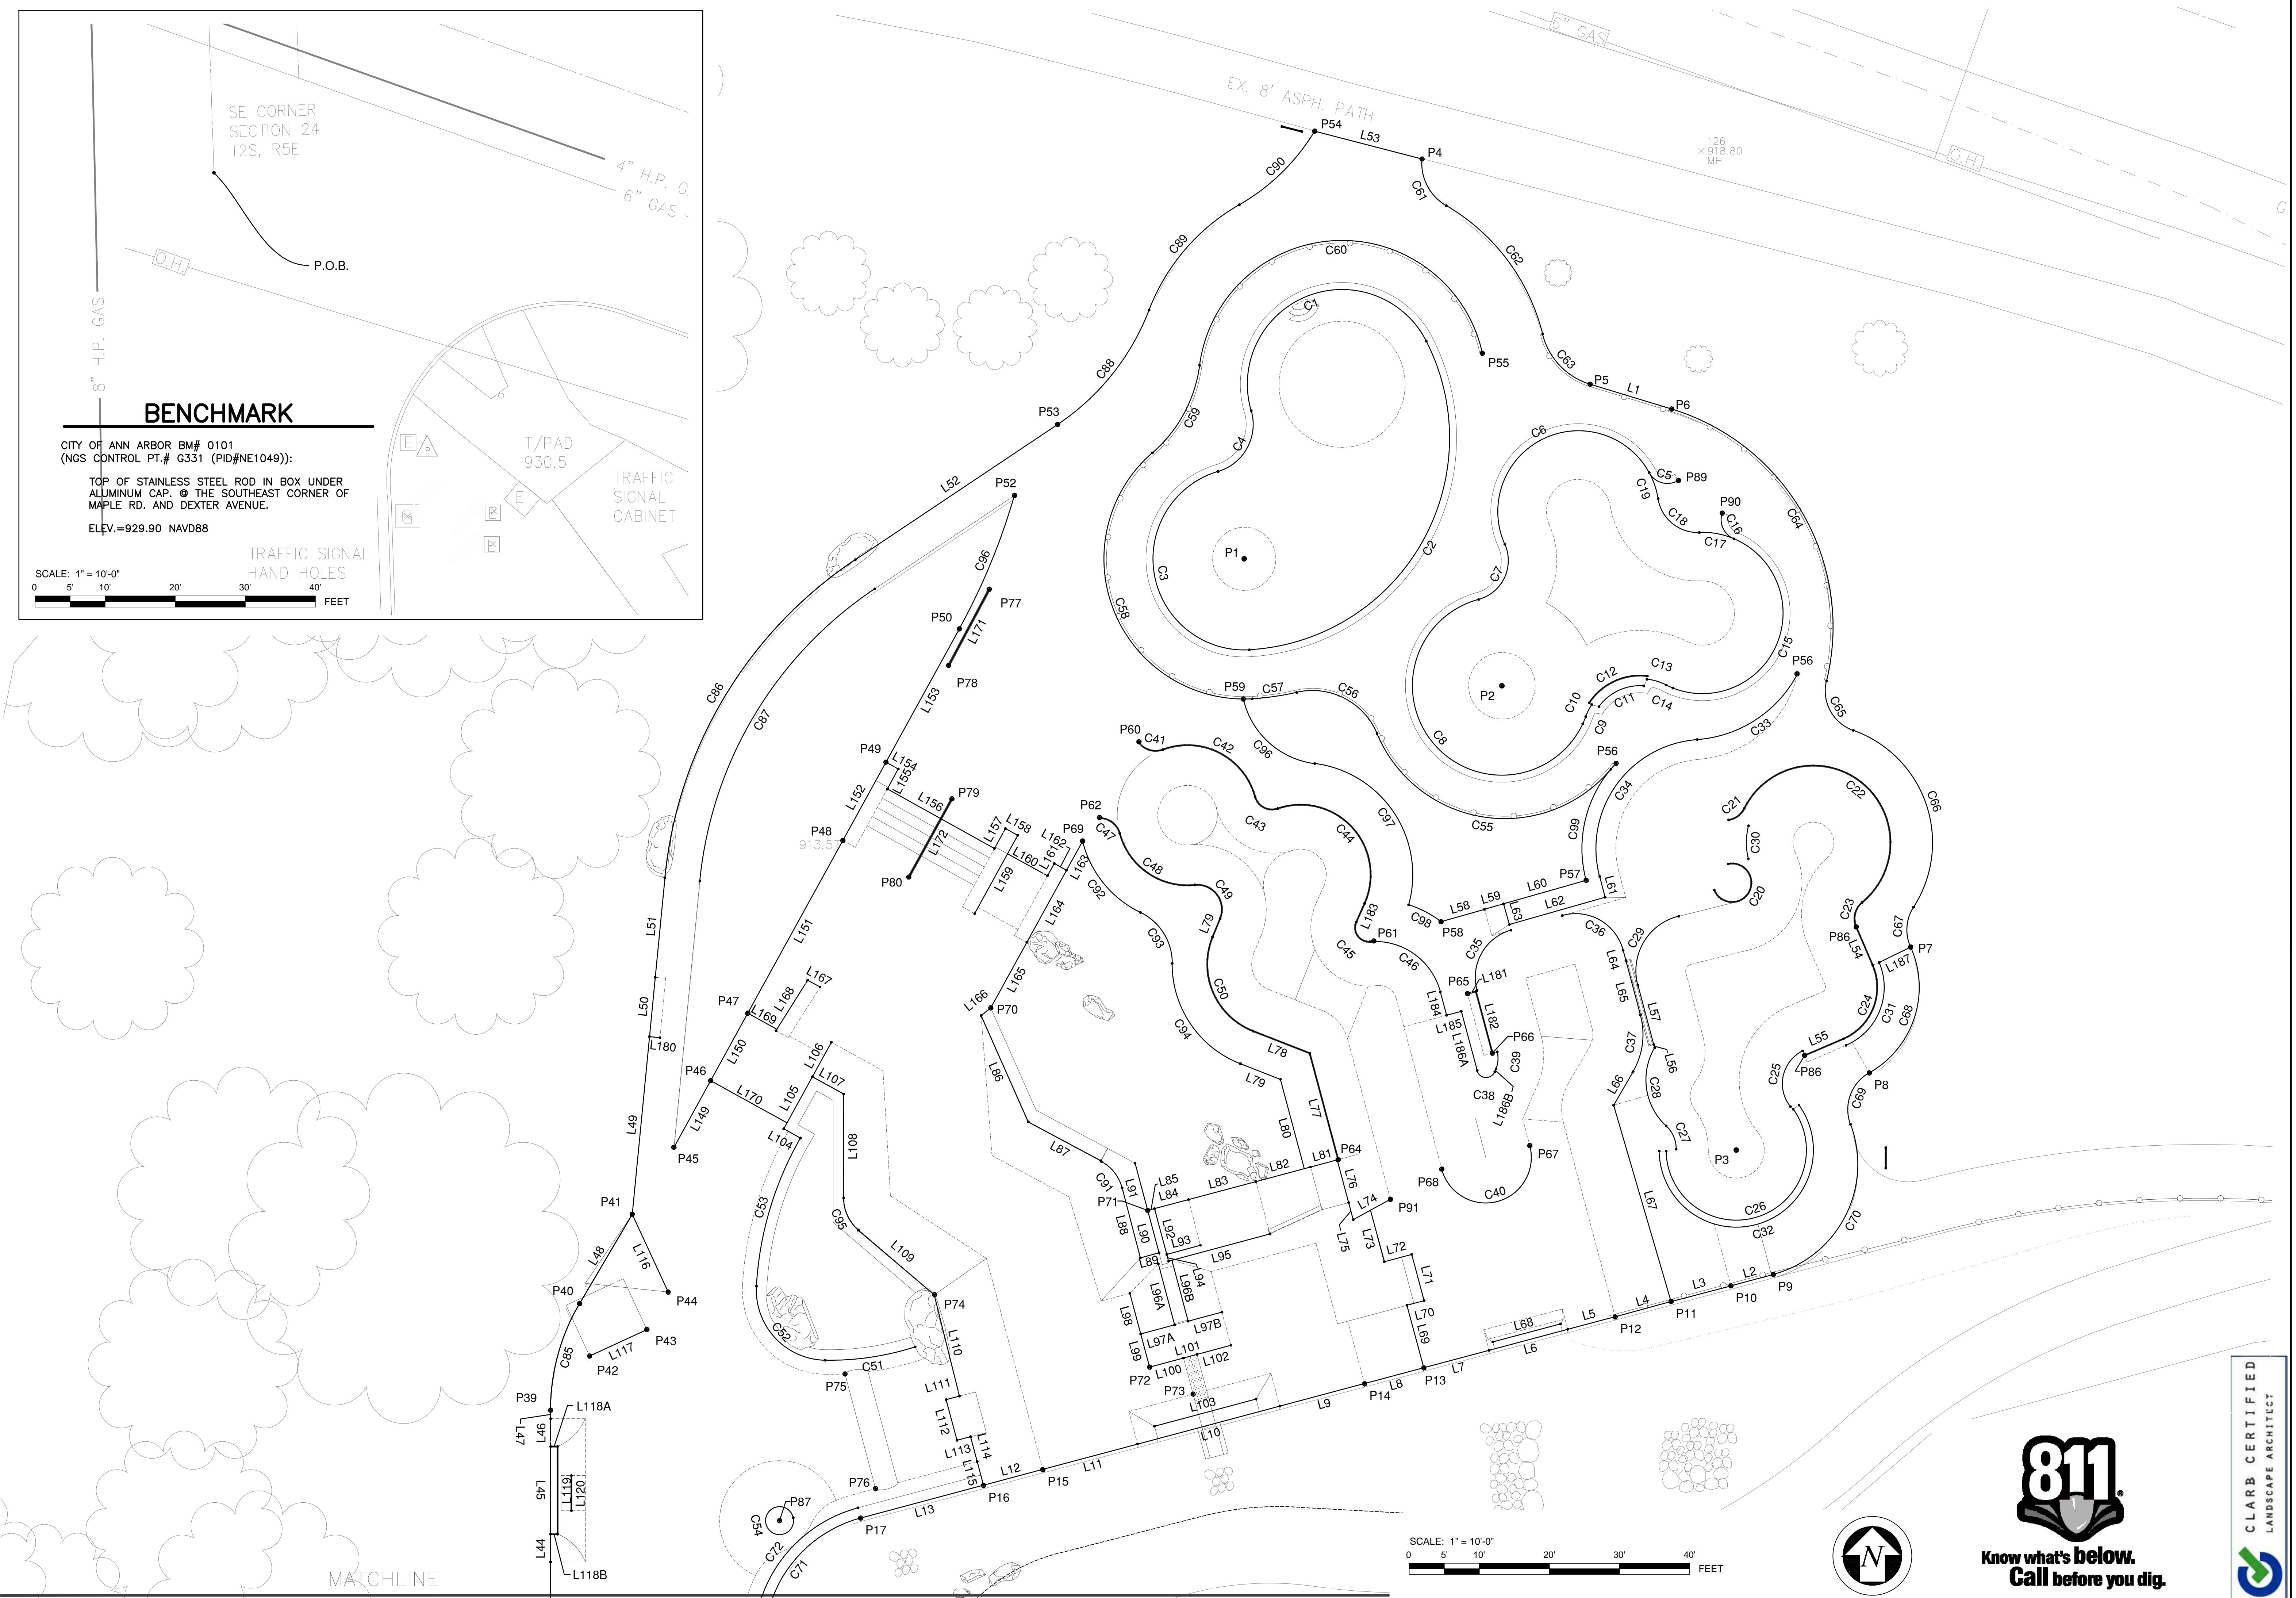 SE CORNER
SECTION 24
T2S, R5E
4" H.P. G
6" GAS
P.O.B.
O.H.
8" H.P. GAS
BENCHMARK
CITY OF ANN ARBOR BM# 0101
(NGS CONTROL PT.# G331 (PID#NE1049)):
TOP OF STAINLESS STEEL ROD IN BOX UNDER
ALUMINUM CAP. @ THE SOUTHEAST CORNER OF
MAPLE RD. AND DEXTER AVENUE.
ELEV.=929.90 NAVD88
TRAFFIC SIGNAL
HAND HOLES
T/PAD
930.5
TRAFFIC
SIGNAL
CABINET
E
G
E
SCALE: 1" = 10'-0"
0 5' 10' 20' 30' 40' FEET
6" GAS
EX. 8' ASPH. PATH
126
918.80
MH
O.H.
P54
L53
P4
C90
C61
C89
C62
C60
C1
P55
C63
P5
L1
P6
C88
P53
C59
C4
C6
C5
P89
C19
P90
C16
C18
C17
C64
L52
P52
C96
C2
P1
C3
C7
P77
P50
L171
C58
P78
L153
C15
C12
C13
P56
C10
C11
C14
C9
P2
C8
C65
C33
C86
C87
P59
C57
C56
P60
C41
C42
C96
P49
L154
L155
L152
L156
P79
P56
C34
C21
C22
C66
P62
C47
C43
C44
C97
C55
C99
C30
P48
913.5
L157
L158
L162
P69
L172
L160
L161
L163
L159
P80
C92
C48
C49
P57
L60
L61
L59
L62
L58
L63
C20
C23
C98
P58
L183
P61
C45
L79
L164
C93
C36
C29
C35
P86
C67
P7
L54
L187
L151
L51
L165
C46
L64
P65
L181
L65
L166
P70
C50
L167
L168
L184
L182
L57
C24
C31
C68
L50
P47
L169
L185
C94
L78
C37
L55
L180
L106
L86
L186A
P66
C39
L56
P86
C25
P8
L150
P46
L107
L79
L170
L105
C38
L66
C28
C69
L186B
L149
L49
L77
L80
L104
L108
C27
P3
P45
L87
P64
P67
L81
L82
C91
L91
L85
L84
L83
L76
P68
C40
C26
C32
C70
P41
C53
P71
L74
P91
L67
C95
L88
L90
L92
L93
L75
L73
L72
L48
L116
L109
L89
L95
L94
L71
L2
P9
P40
P44
P74
L3
P10
L96A
L96B
L98
L97B
L97A
L70
L4
P11
L68
L5
P12
C52
L110
L69
P43
L117
P42
C85
L99
L101
L102
L100
P72
C51
P75
L6
L7
P13
P73
L111
L8
P14
L103
P39
L118A
L47
L46
L112
L9
L10
L113
L114
L115
L12
P15
L11
L45
L119
L120
P76
P16
P87
C54
L13
P17
L44
C72
C71
L118B
MATCHLINE
SCALE: 1" = 10'-0"
0 5' 10' 20' 30' 40' FEET
N
811
Know what's below.
Call before you dig.
CLARB CERTIFIED
LANDSCAPE ARCHITECT